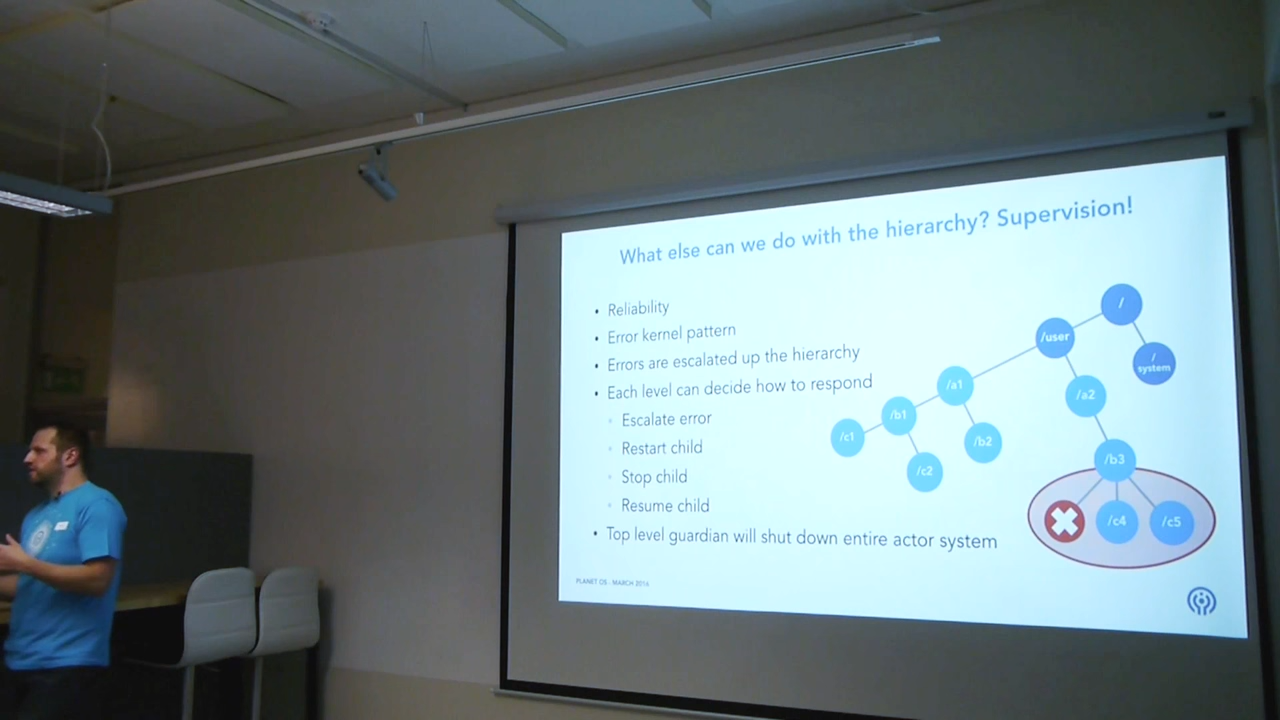 What else can we do with the hierarchy? Supervision!
• Reliability
• Error kernel pattern
• Errors are escalated up the hierarchy
• Each level can decide how to respond
◦ Escalate error
◦ Restart child
◦ Stop child
◦ Resume child
• Top level guardian will shut down entire actor system
/
/user
/
system
/a1
/a2
/b1
/b2
/b3
/c1
/c2
/c4
/c5
PLANET OS - MARCH 2016